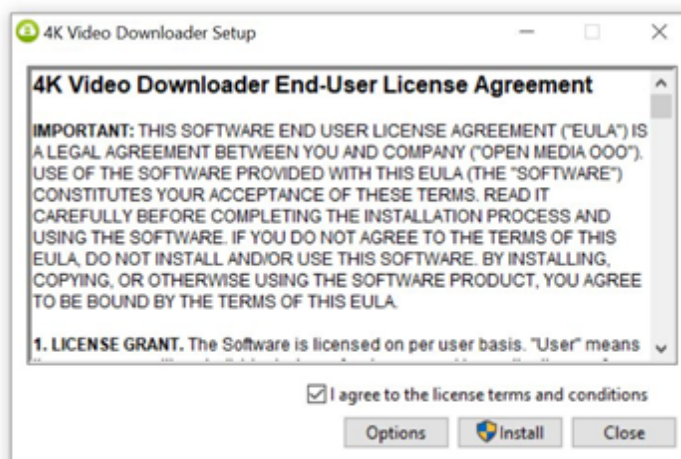 4K Video Downloader Setup
4K Video Downloader End-User License Agreement
IMPORTANT: THIS SOFTWARE END USER LICENSE AGREEMENT ("EULA") IS
A LEGAL AGREEMENT BETWEEN YOU AND COMPANY ("OPEN MEDIA OOO").
USE OF THE SOFTWARE PROVIDED WITH THIS EULA (THE "SOFTWARE")
CONSTITUTES YOUR ACCEPTANCE OF THESE TERMS. READ IT
CAREFULLY BEFORE COMPLETING THE INSTALLATION PROCESS AND
USING THE SOFTWARE. IF YOU DO NOT AGREE TO THE TERMS OF THIS
EULA, DO NOT INSTALL AND/OR USE THIS SOFTWARE. BY INSTALLING,
COPYING, OR OTHERWISE USING THE SOFTWARE PRODUCT, YOU AGREE
TO BE BOUND BY THE TERMS OF THIS EULA.
1. LICENSE GRANT. The Software is licensed on per user basis. "User" means
I agree to the license terms and conditions
Options Install Close